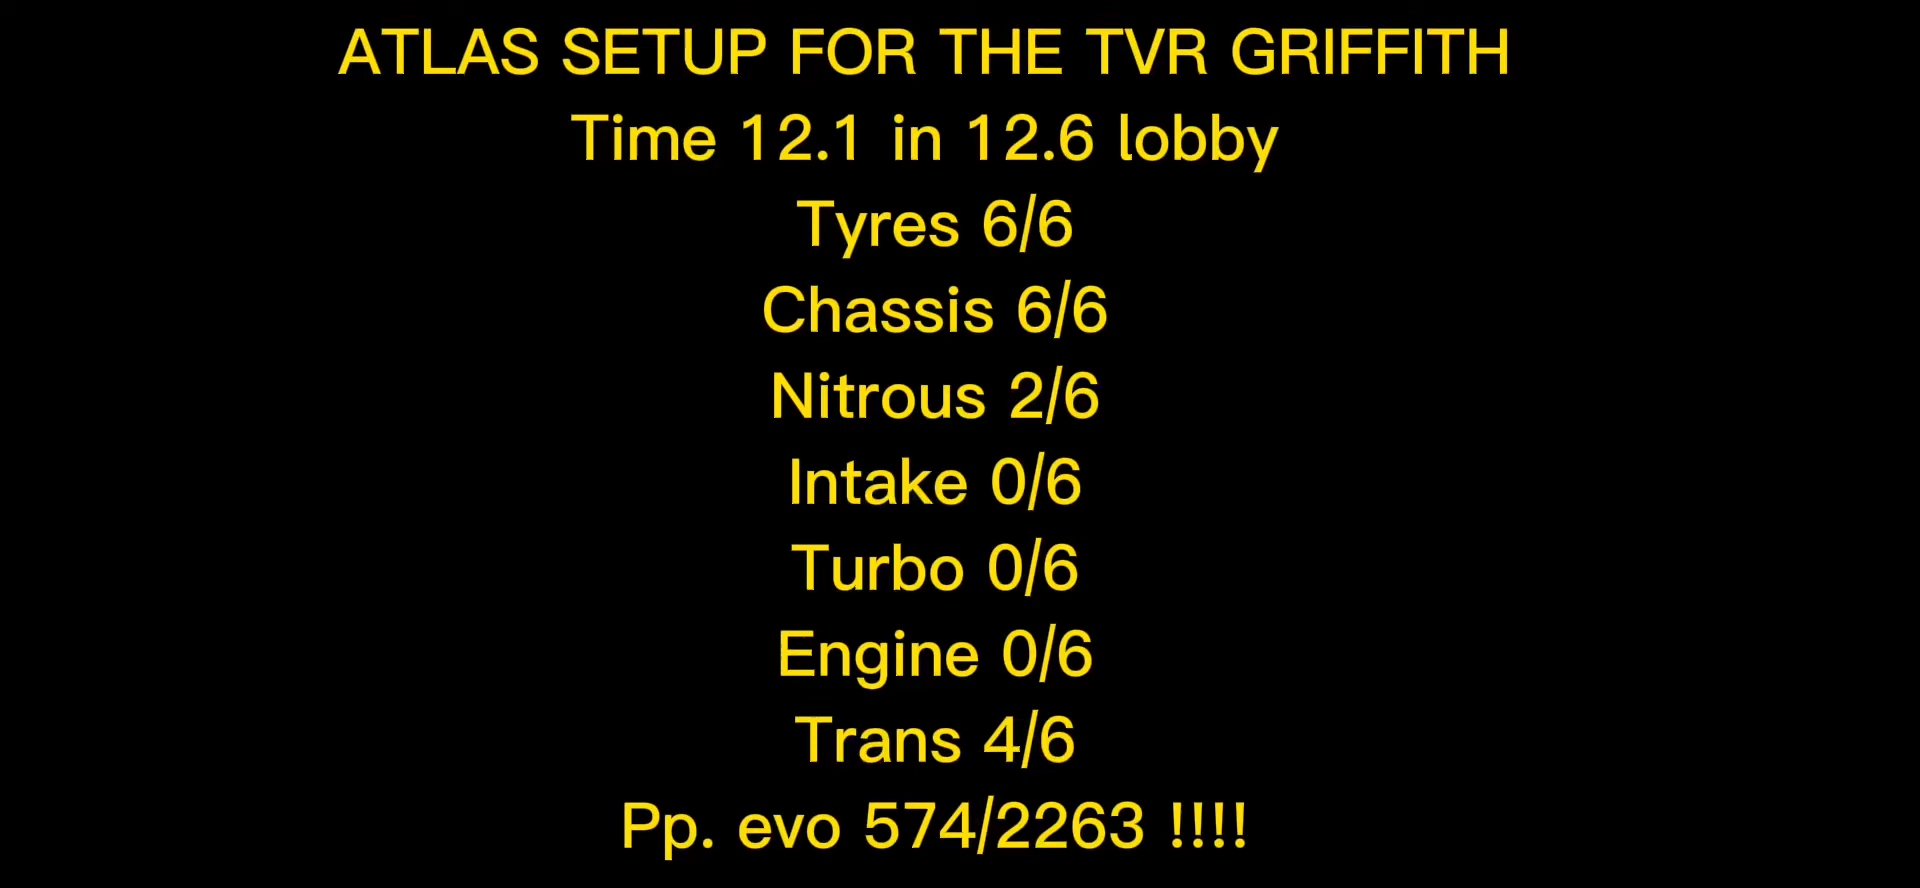 ATLAS SETUP FOR THE TVR GRIFFITH
Time 12.1 in 12.6 lobby
Tyres 6/6
Chassis 6/6
Nitrous 2/6
Intake 0/6
Turbo 0/6
Engine 0/6
Trans 4/6
Pp. evo 574/2263 !!!!